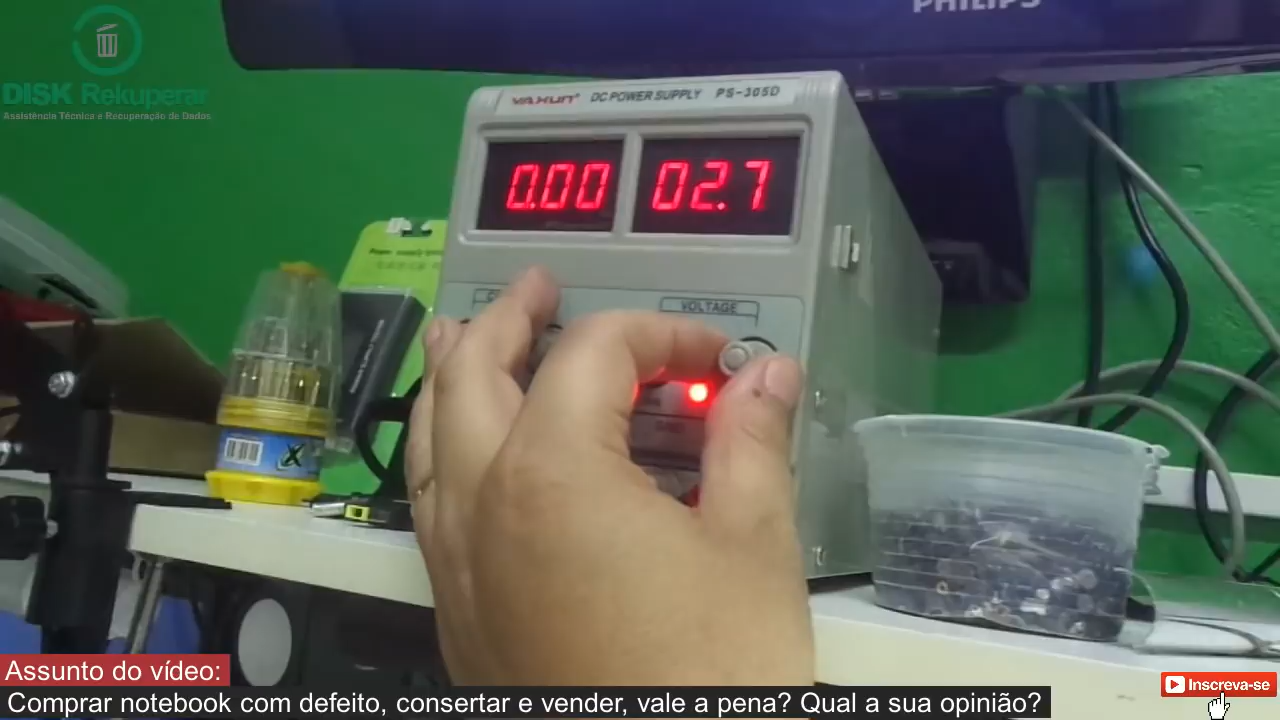 PHILIPS
DISK Rekuperar
Assistência Técnica e Recuperação de Dados
YAXUN DC POWER SUPPLY PS-305D
0.00 02.7
VOLTAGE
Assunto do vídeo:
Comprar notebook com defeito, consertar e vender, vale a pena? Qual a sua opinião?
Inscreva-se